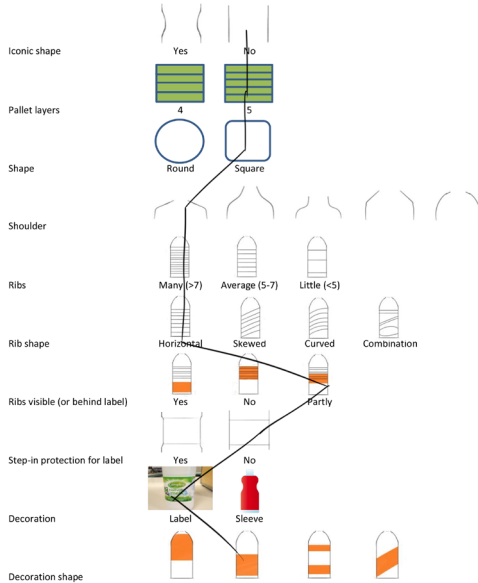 Iconic shape Yes No
Pallet layers 4 5
Shape Round Square
Shoulder
Ribs Many (>7) Average (5-7) Little (<5)
Rib shape Horizontal Skewed Curved Combination
Ribs visible (or behind label) Yes No Partly
Step-in protection for label Yes No
Decoration Label Sleeve
Decoration shape